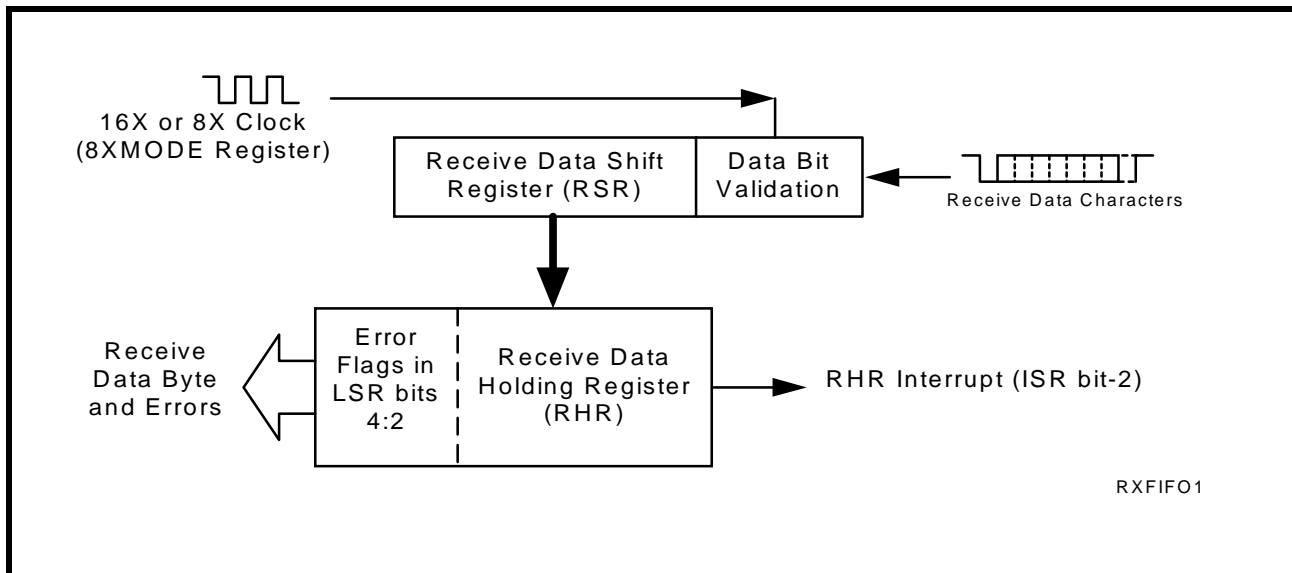 16X or 8X Clock
(8XMODE Register)
Receive Data Shift
Register (RSR)
Data Bit
Validation
Receive Data Characters
Receive
Data Byte
and Errors
Error
Flags in
LSR bits
4:2
Receive Data
Holding Register
(RHR)
RHR Interrupt (ISR bit-2)
RXFIFO1